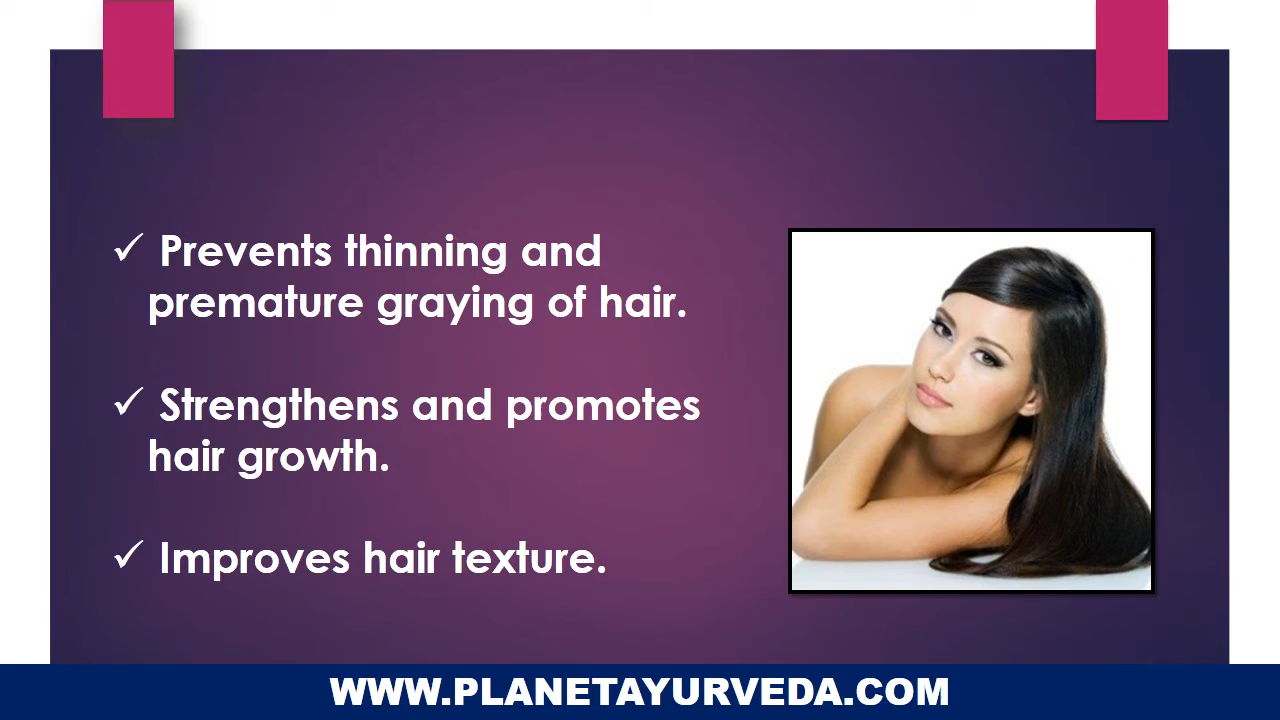 ✓ Prevents thinning and
premature graying of hair.
✓ Strengthens and promotes
hair growth.
✓ Improves hair texture.
WWW.PLANETAYURVEDA.COM